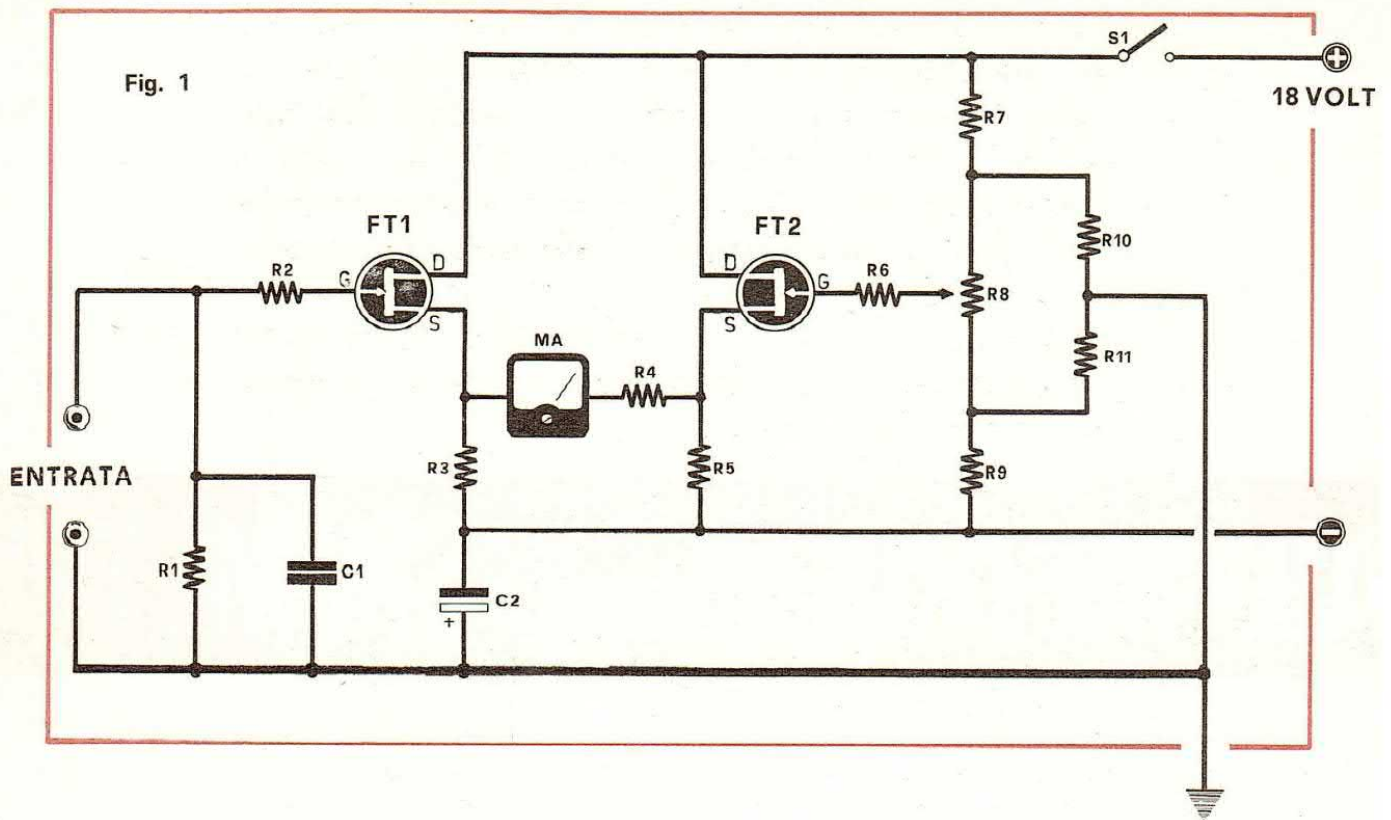 Fig. 1
S1
+
18 VOLT
R7
FT1
FT2
R10
R2
G
D
S
D
S
G
R6
R8
MA
R4
R11
R3
R5
R9
ENTRATA
R1
C1
C2
+
-